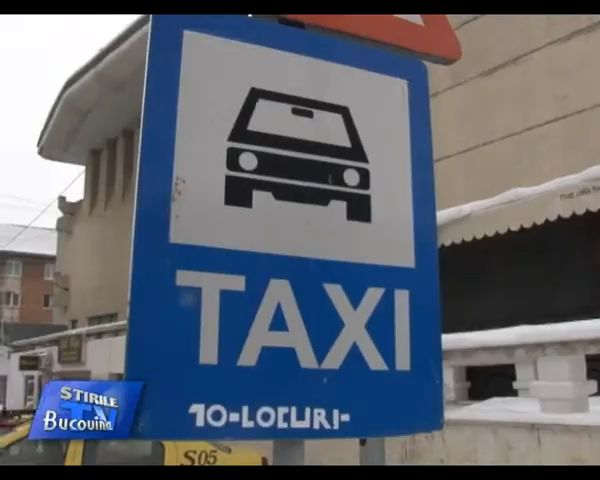 TAXI
10-LOCURI-
STIRILE
TV
Bucovina
S05